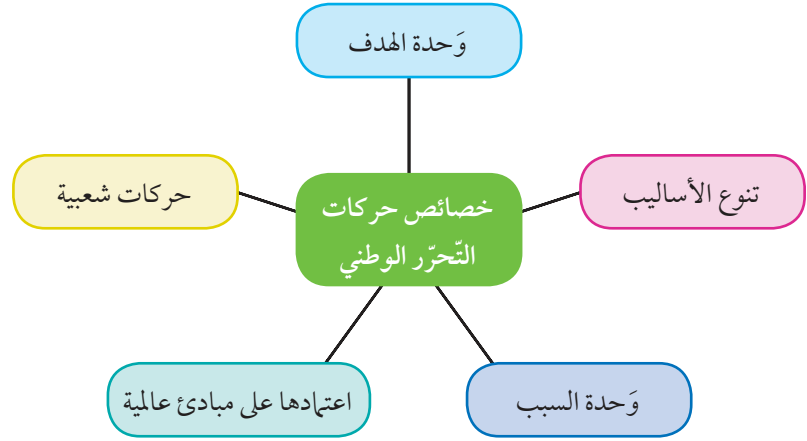 وَحدة الهدف
تنوع الأساليب
حركات شعبية
خصائص حركات
التّحرّر الوطني
وَحدة السبب
اعتمادها على مبادئ عالمية